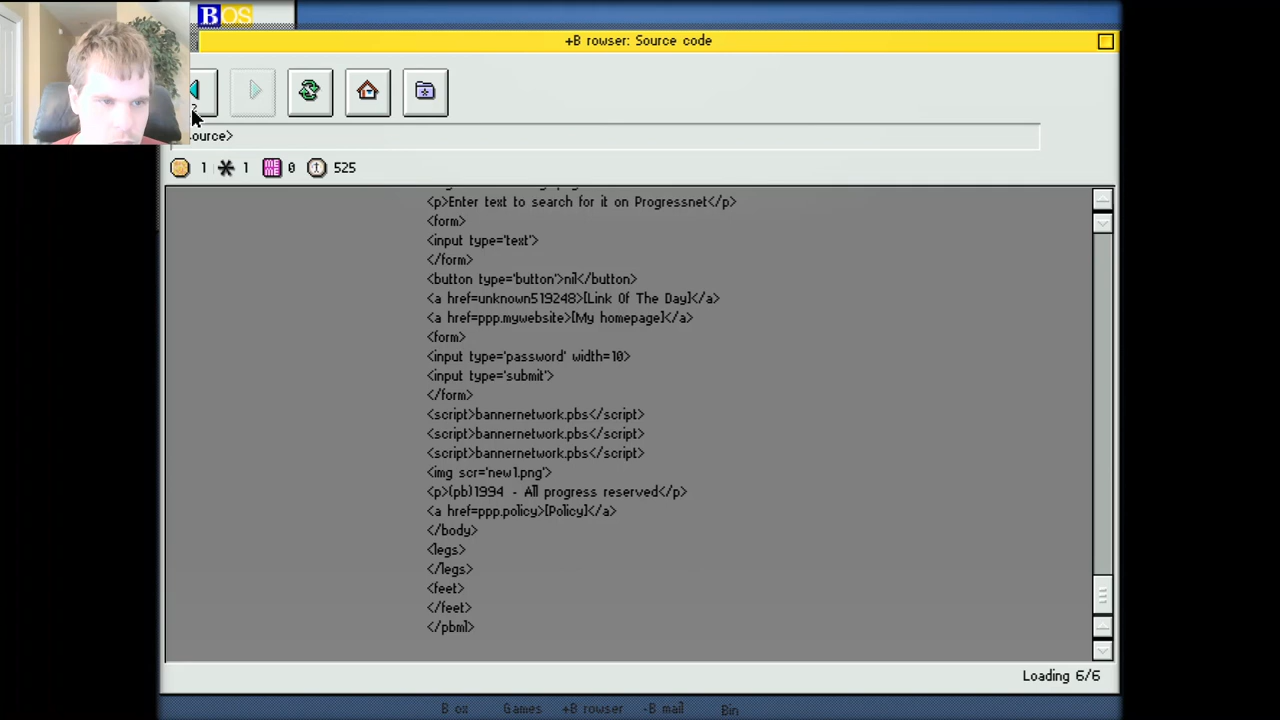 BOS
+B rowser: Source code
ource>
1 1 0 525
<p>Enter text to search for it on Progressnet</p>
<form>
<input type='text'>
</form>
<button type='button'>nil</button>
<a href=unknown519248>[Link Of The Day]</a>
<a href=ppp.mywebsite>[My homepage]</a>
<form>
<input type='password' width=10>
<input type='submit'>
</form>
<script>bannernetwork.pbs</script>
<script>bannernetwork.pbs</script>
<script>bannernetwork.pbs</script>
<img scr='new1.png'>
<p>(pb)1994 - All progress reserved</p>
<a href=ppp.policy>[Policy]</a>
</body>
<legs>
</legs>
<feet>
</feet>
</pbml>
Loading 6/6
B ox Games +B rowser -B mail Bin